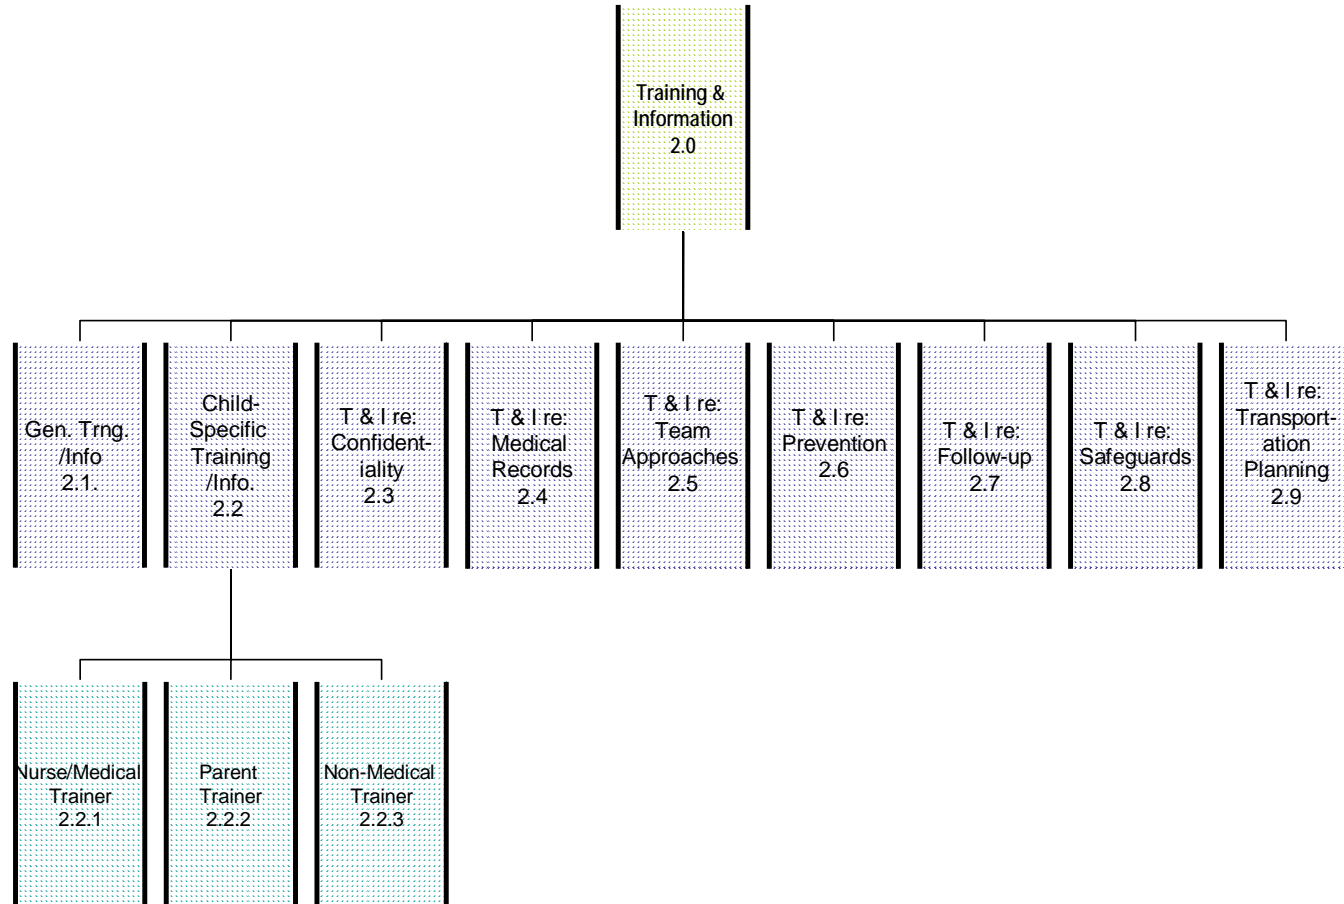 Training &
Information
2.0
Gen. Trng.
/Info
2.1.
Child-
Specific
Training
/Info.
2.2
T & I re:
Confident-
iality
2.3
T & I re:
Medical
Records
2.4
T & I re:
Team
Approaches
2.5
T & I re:
Prevention
2.6
T & I re:
Follow-up
2.7
T & I re:
Safeguards
2.8
T & I re:
Transport-
ation
Planning
2.9
Nurse/Medical
Trainer
2.2.1
Parent
Trainer
2.2.2
Non-Medical
Trainer
2.2.3